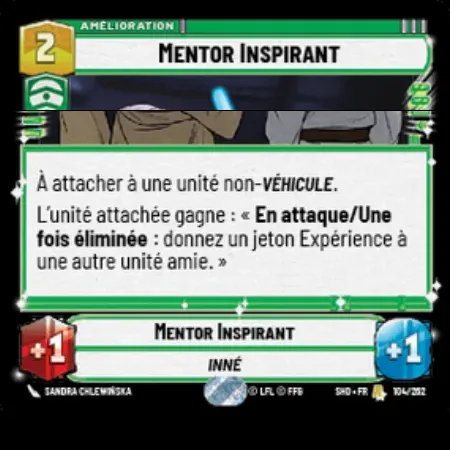 AMÉLIORATION
2
MENTOR INSPIRANT
À attacher à une unité non-VÉHICULE.
L'unité attachée gagne : « En attaque/Une
fois éliminée : donnez un jeton Expérience à
une autre unité amie. »
+1
MENTOR INSPIRANT
+1
INNÉ
SANDRA CHLEWIŃSKA
© LFL © FFG
SHD • FR
104/262